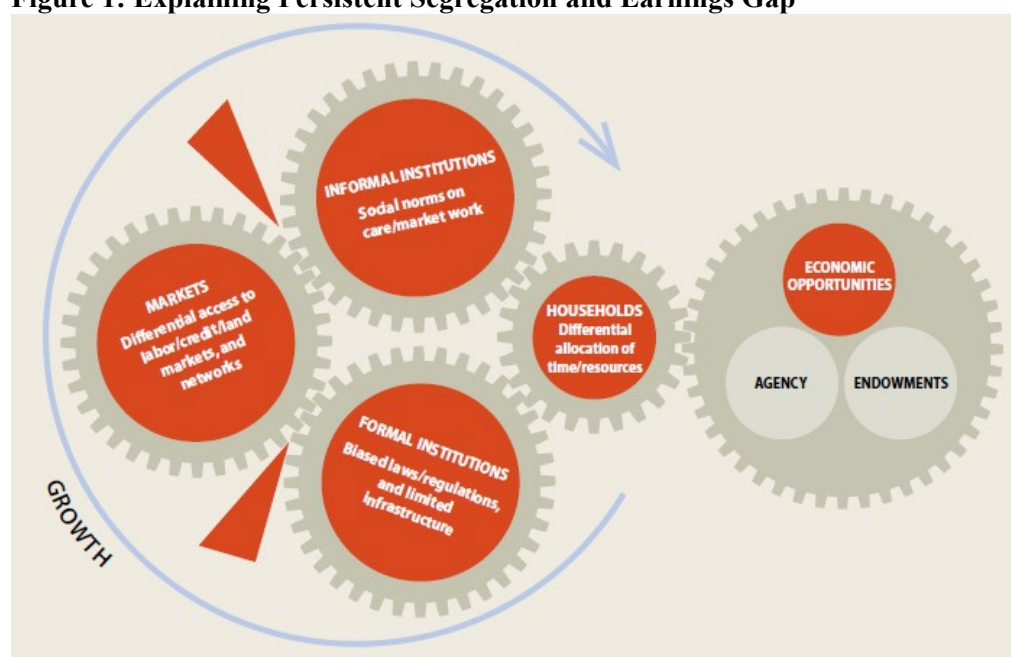 Figure 1: Explaining Persistent Segregation and Earnings Gap
INFORMAL INSTITUTIONS
Social norms on
care/market work
MARKETS
Differential access to
labor/credit/land
markets, and
networks
HOUSEHOLDS
Differential
allocation of
time/resources
ECONOMIC
OPPORTUNITIES
AGENCY
ENDOWMENTS
FORMAL INSTITUTIONS
Biased laws/regulations,
and limited
infrastructure
GROWTH